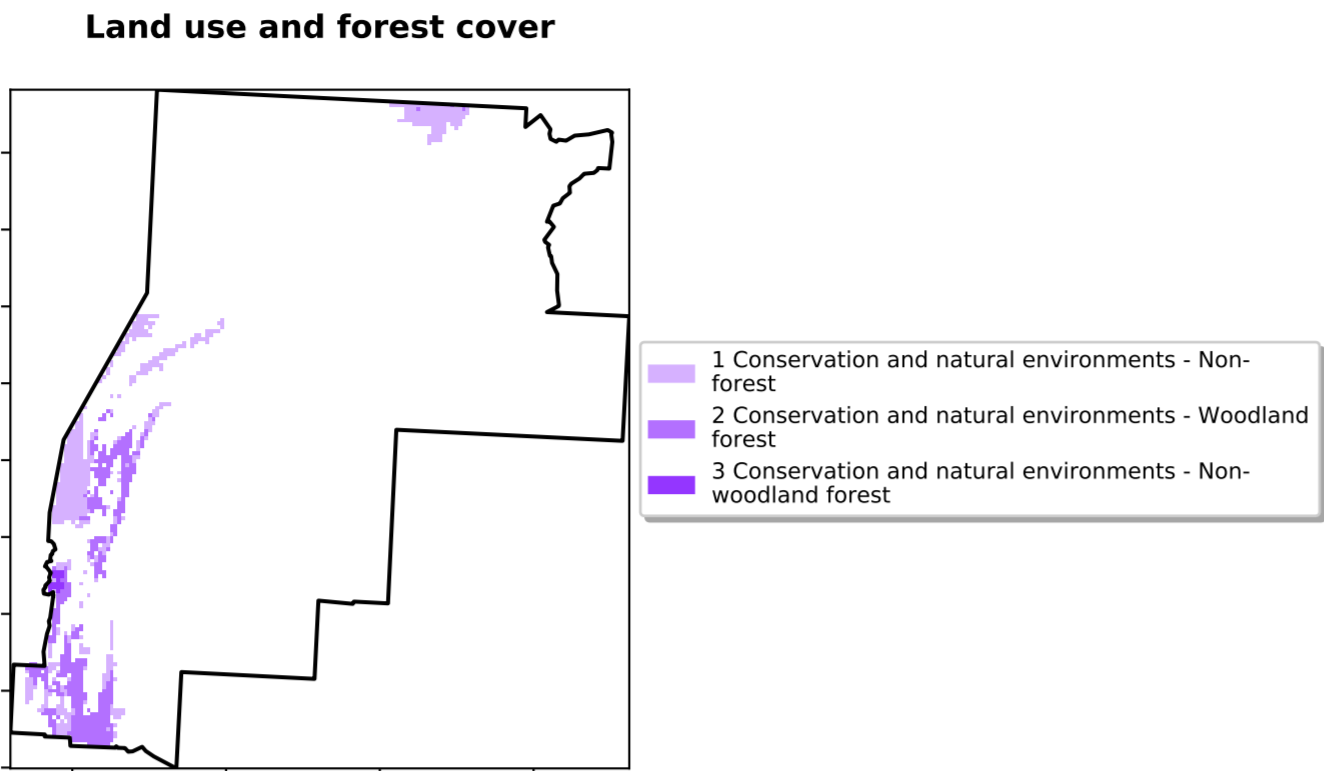 Land use and forest cover
1 Conservation and natural environments - Non-
forest
2 Conservation and natural environments - Woodland
forest
3 Conservation and natural environments - Non-
woodland forest